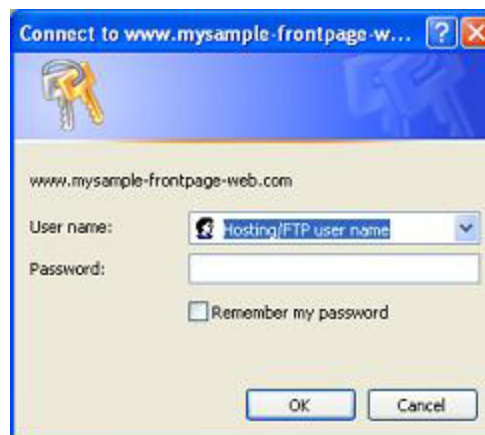 Connect to www.mysample-frontpage-w...
www.mysample-frontpage-web.com
User name:
Hosting/FTP user name
Password:
Remember my password
OK
Cancel